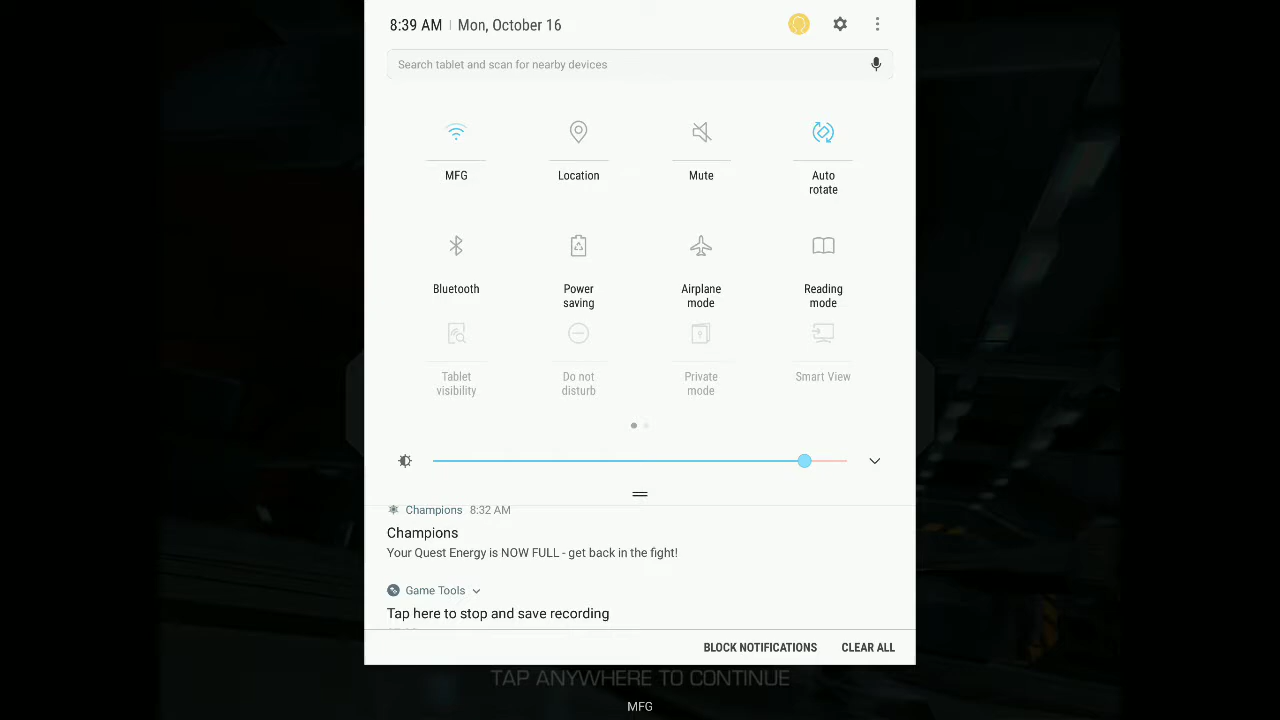 8:39 AM | Mon, October 16
Search tablet and scan for nearby devices
MFG
Location
Mute
Auto
rotate
Bluetooth
Power
saving
Airplane
mode
Reading
mode
Tablet
visibility
Do not
disturb
Private
mode
Smart View
Champions 8:32 AM
Champions
Your Quest Energy is NOW FULL - get back in the fight!
Game Tools
Tap here to stop and save recording
BLOCK NOTIFICATIONS CLEAR ALL
TAP ANYWHERE TO CONTINUE
MFG